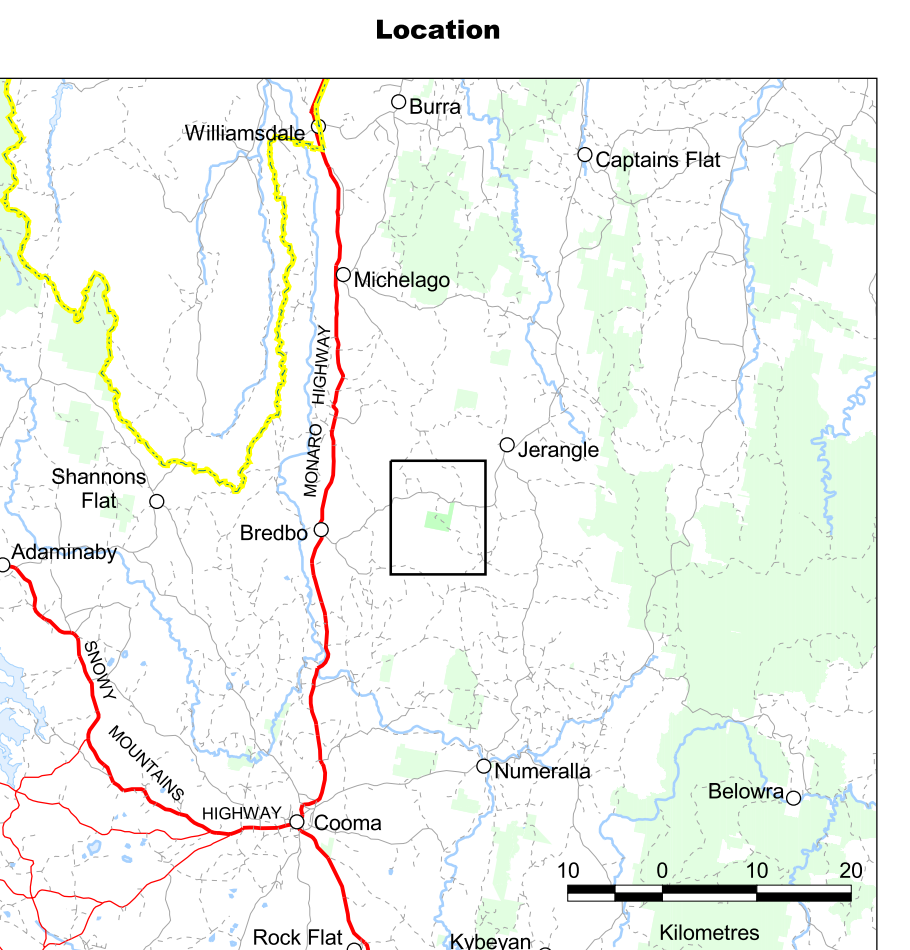 Location
Burra
Williamsdale
Captains Flat
Michelago
MONARO HIGHWAY
Jerangle
Shannons
Flat
Bredbo
Adaminaby
SNOWY
MOUNTAINS
HIGHWAY
Numeralla
Belowra
Cooma
10 0 10 20
Kilometres
Rock Flat
Kybeyan